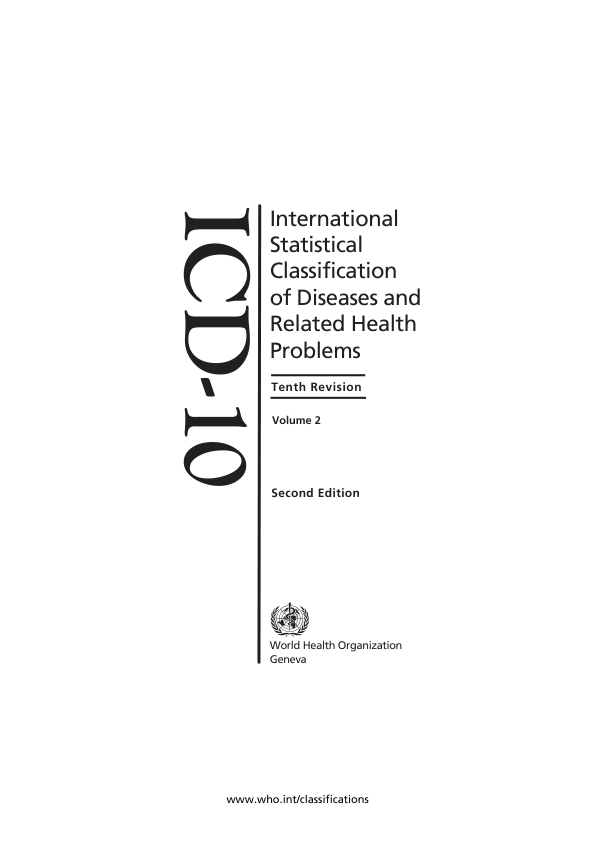 ICD-10
International
Statistical
Classification
of Diseases and
Related Health
Problems
Tenth Revision
Volume 2
Second Edition
World Health Organization
Geneva
www.who.int/classifications